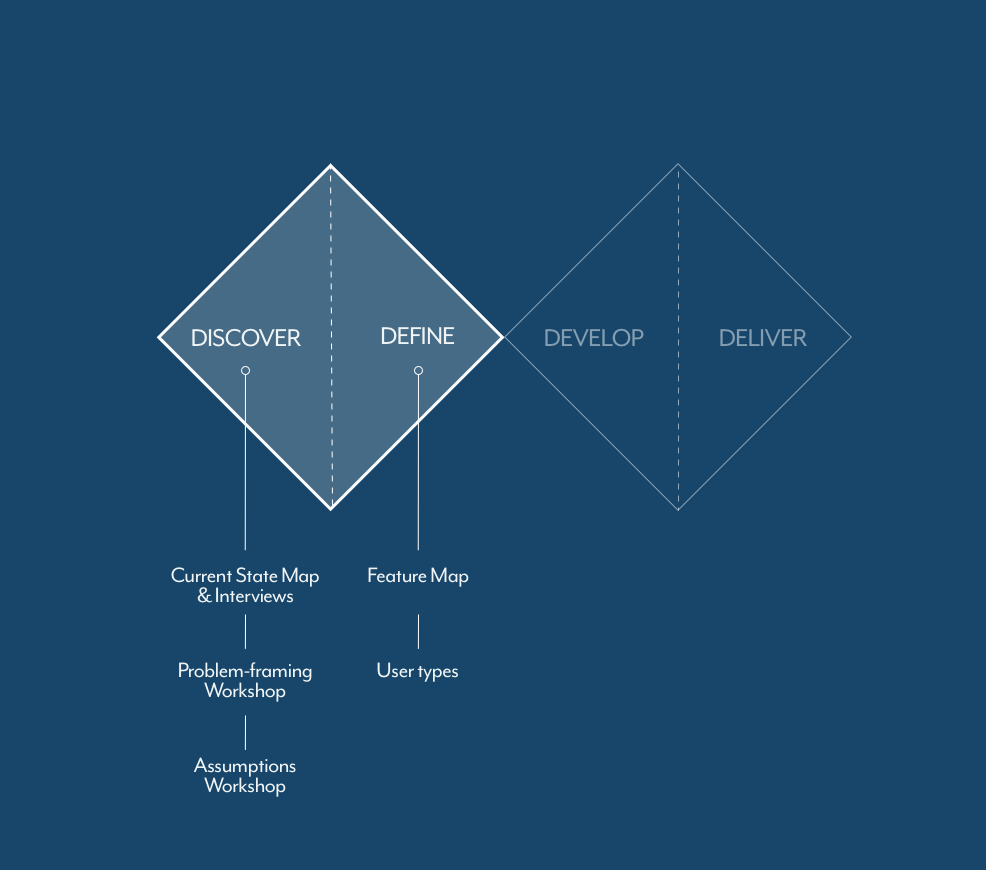 DISCOVER
DEFINE
DEVELOP
DELIVER
Current State Map
& Interviews
Problem-framing
Workshop
Assumptions
Workshop
Feature Map
User types